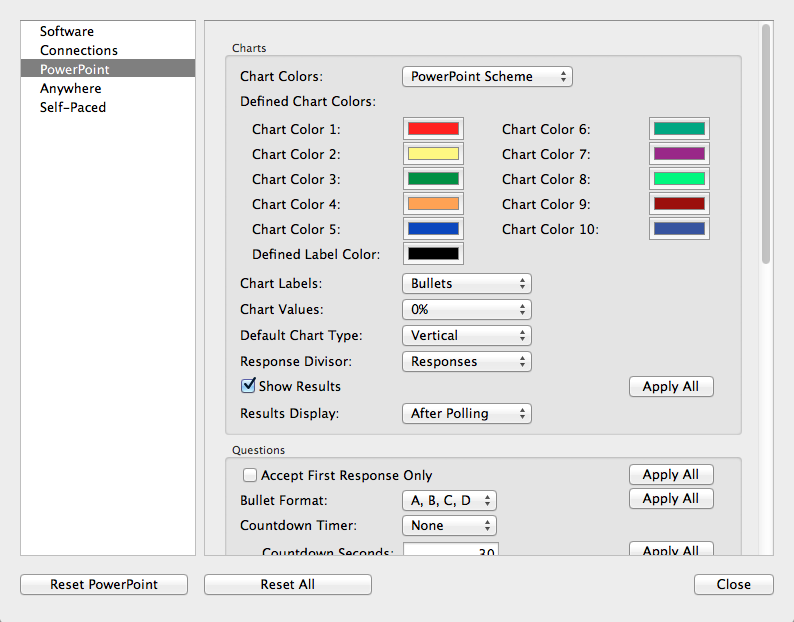 Software
Connections
PowerPoint
Anywhere
Self-Paced
Charts
Chart Colors: PowerPoint Scheme
Defined Chart Colors:
Chart Color 1: Chart Color 6:
Chart Color 2: Chart Color 7:
Chart Color 3: Chart Color 8:
Chart Color 4: Chart Color 9:
Chart Color 5: Chart Color 10:
Defined Label Color:
Chart Labels: Bullets
Chart Values: 0%
Default Chart Type: Vertical
Response Divisor: Responses
Show Results Apply All
Results Display: After Polling
Questions
Accept First Response Only Apply All
Bullet Format: A, B, C, D Apply All
Countdown Timer: None
Countdown Seconds: 30 Apply All
Reset PowerPoint Reset All Close